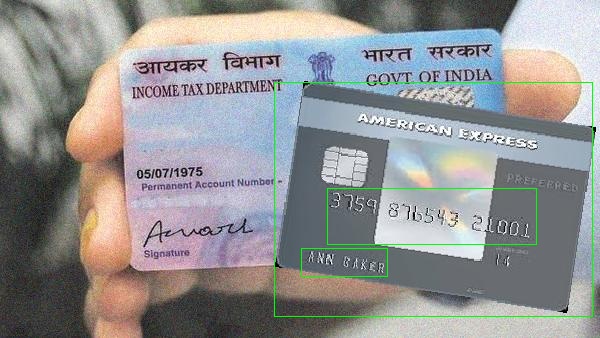 आयकर विभाग
INCOME TAX DEPARTMENT
भारत सरकार
GOVT. OF INDIA
05/07/1975
Permanent Account Number
Signature
AMERICAN EXPRESS
PREFERRED
3759 876543 21001
14
ANN BAKER